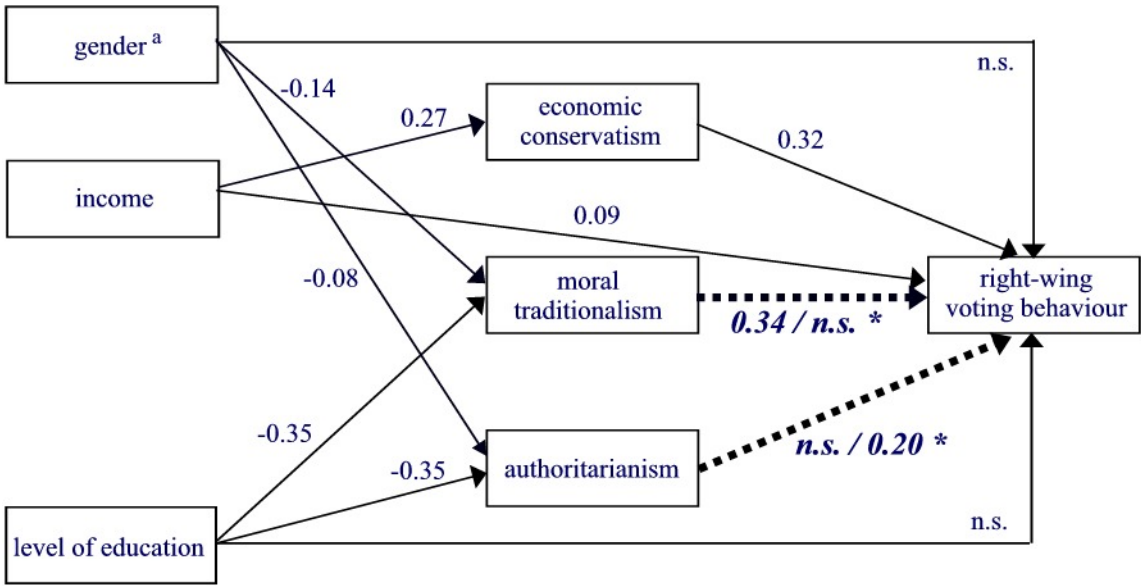 gender a
n.s.
-0.14
economic
conservatism
0.27
0.32
income
0.09
-0.08
moral
traditionalism
right-wing
voting behaviour
0.34 / n.s. *
-0.35
n.s. / 0.20 *
-0.35
authoritarianism
n.s.
level of education